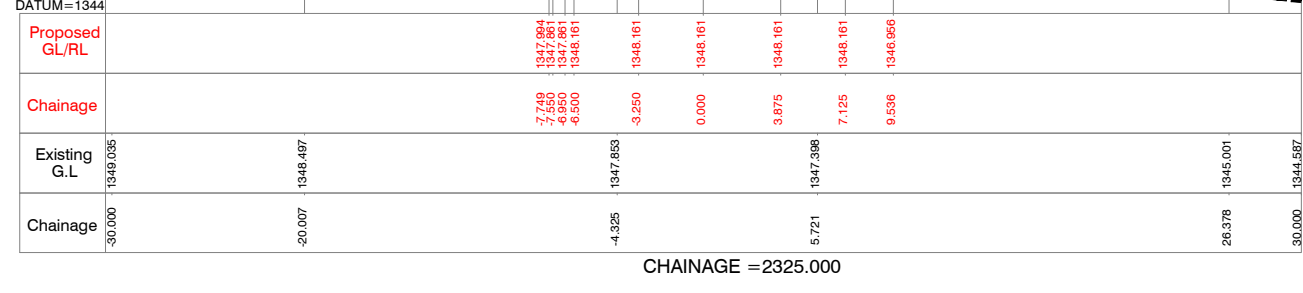 DATUM=1344
Proposed GL/RL 1347.994 1347.861 1347.861 1348.161 1348.161 1348.161 1348.161 1348.161 1346.956
Chainage -7.749 -7.550 -6.950 -6.500 -3.250 0.000 3.875 7.125 9.536
Existing G.L 1349.035 1348.497 1347.853 1347.398 1345.001 1344.587
Chainage -30.000 -20.007 -4.325 5.721 26.378 30.000
CHAINAGE =2325.000